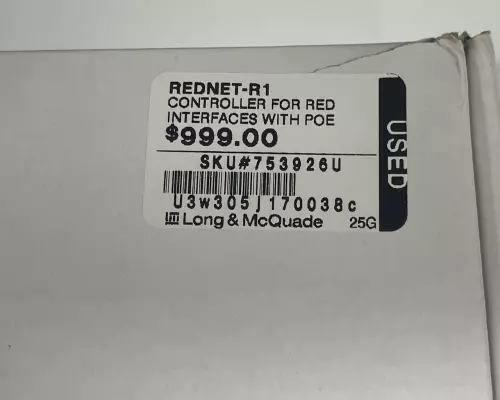 REDNET-R1
CONTROLLER FOR RED
INTERFACES WITH POE
$999.00
USED
SKU#753926U
U3w305j170038c
Long & McQuade 25G